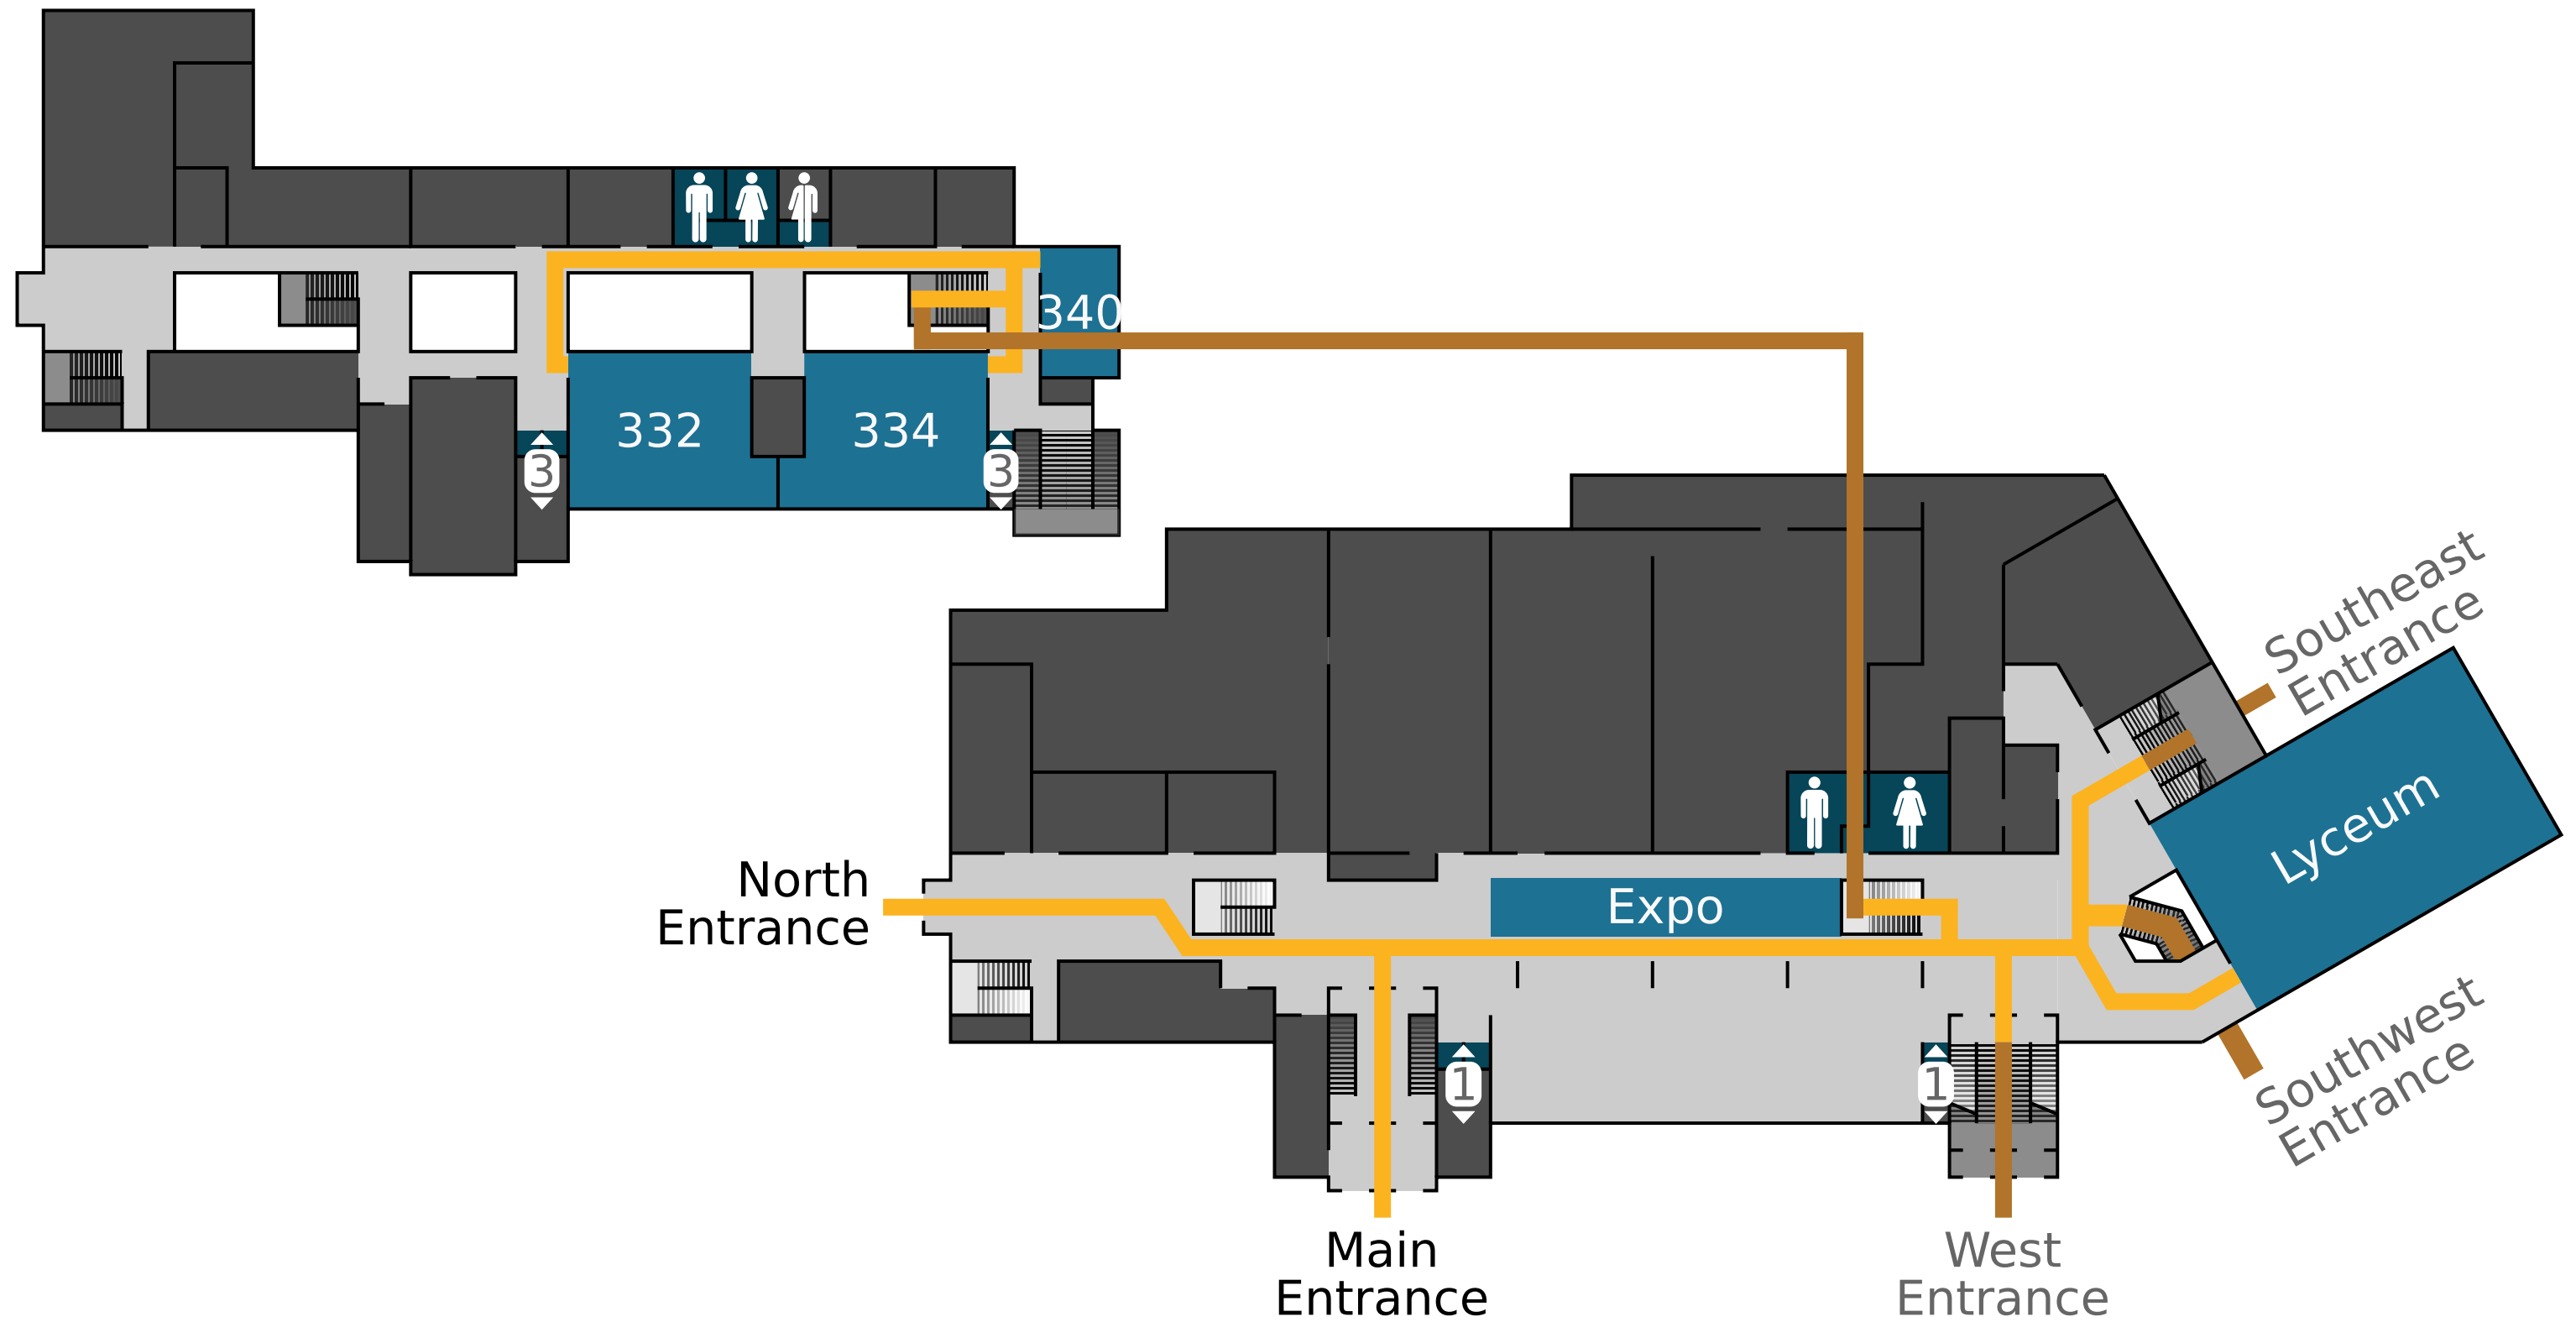 340
332
334
3
3
Southeast
Entrance
Lyceum
North
Entrance
Expo
1
1
Southwest
Entrance
Main
Entrance
West
Entrance